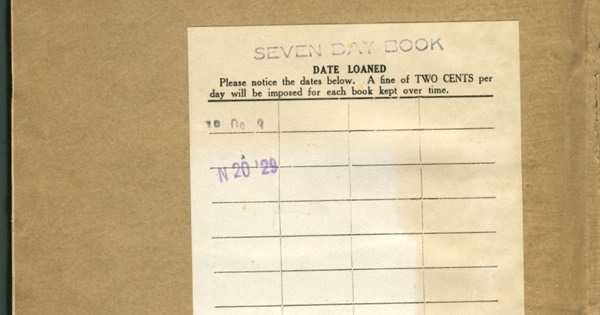 SEVEN DAY BOOK
DATE LOANED
Please notice the dates below. A fine of TWO CENTS per
day will be imposed for each book kept over time.
N 20 '29